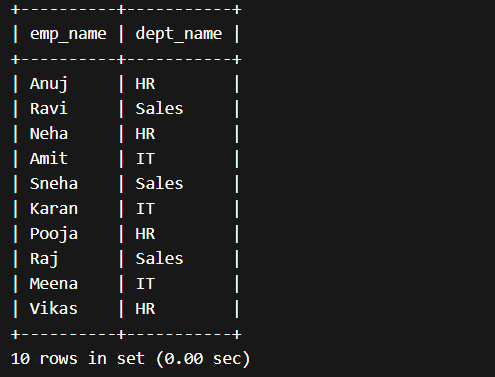 +----------+-----------+
| emp_name | dept_name |
+----------+-----------+
| Anuj     | HR        |
| Ravi     | Sales     |
| Neha     | HR        |
| Amit     | IT        |
| Sneha    | Sales     |
| Karan    | IT        |
| Pooja    | HR        |
| Raj      | Sales     |
| Meena    | IT        |
| Vikas    | HR        |
+----------+-----------+
10 rows in set (0.00 sec)